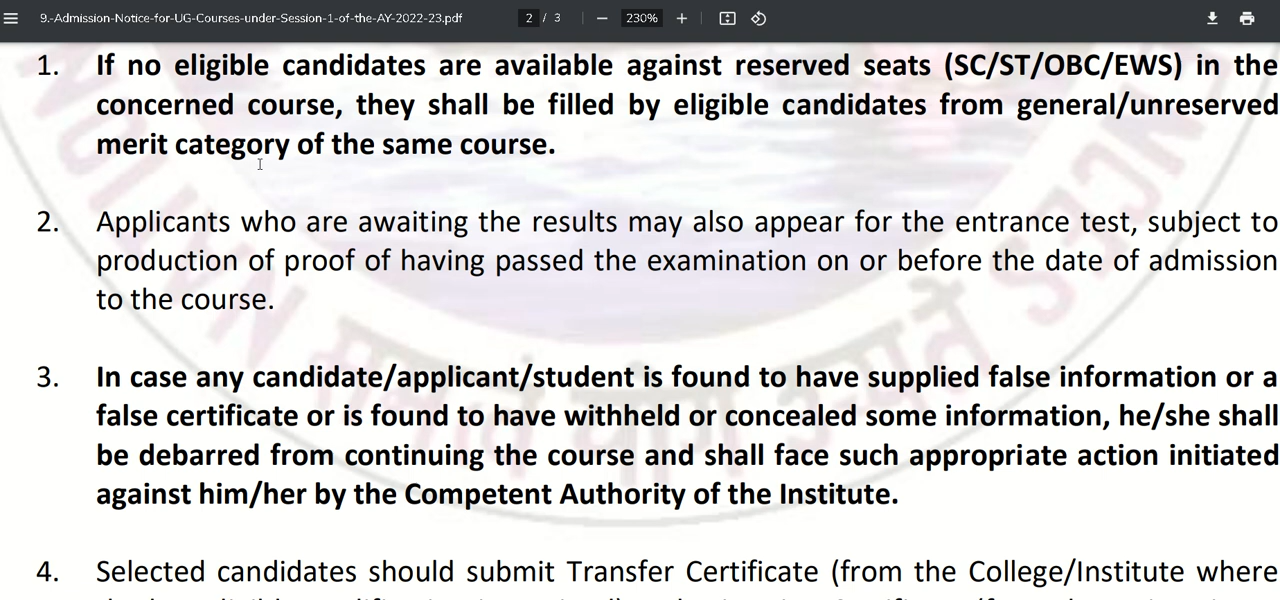 9.-Admission-Notice-for-UG-Courses-under-Session-1-of-the-AY-2022-23.pdf 2 / 3 230%
1. If no eligible candidates are available against reserved seats (SC/ST/OBC/EWS) in the
concerned course, they shall be filled by eligible candidates from general/unreserved
merit category of the same course.
2. Applicants who are awaiting the results may also appear for the entrance test, subject to
production of proof of having passed the examination on or before the date of admission
to the course.
3. In case any candidate/applicant/student is found to have supplied false information or a
false certificate or is found to have withheld or concealed some information, he/she shall
be debarred from continuing the course and shall face such appropriate action initiated
against him/her by the Competent Authority of the Institute.
4. Selected candidates should submit Transfer Certificate (from the College/Institute where